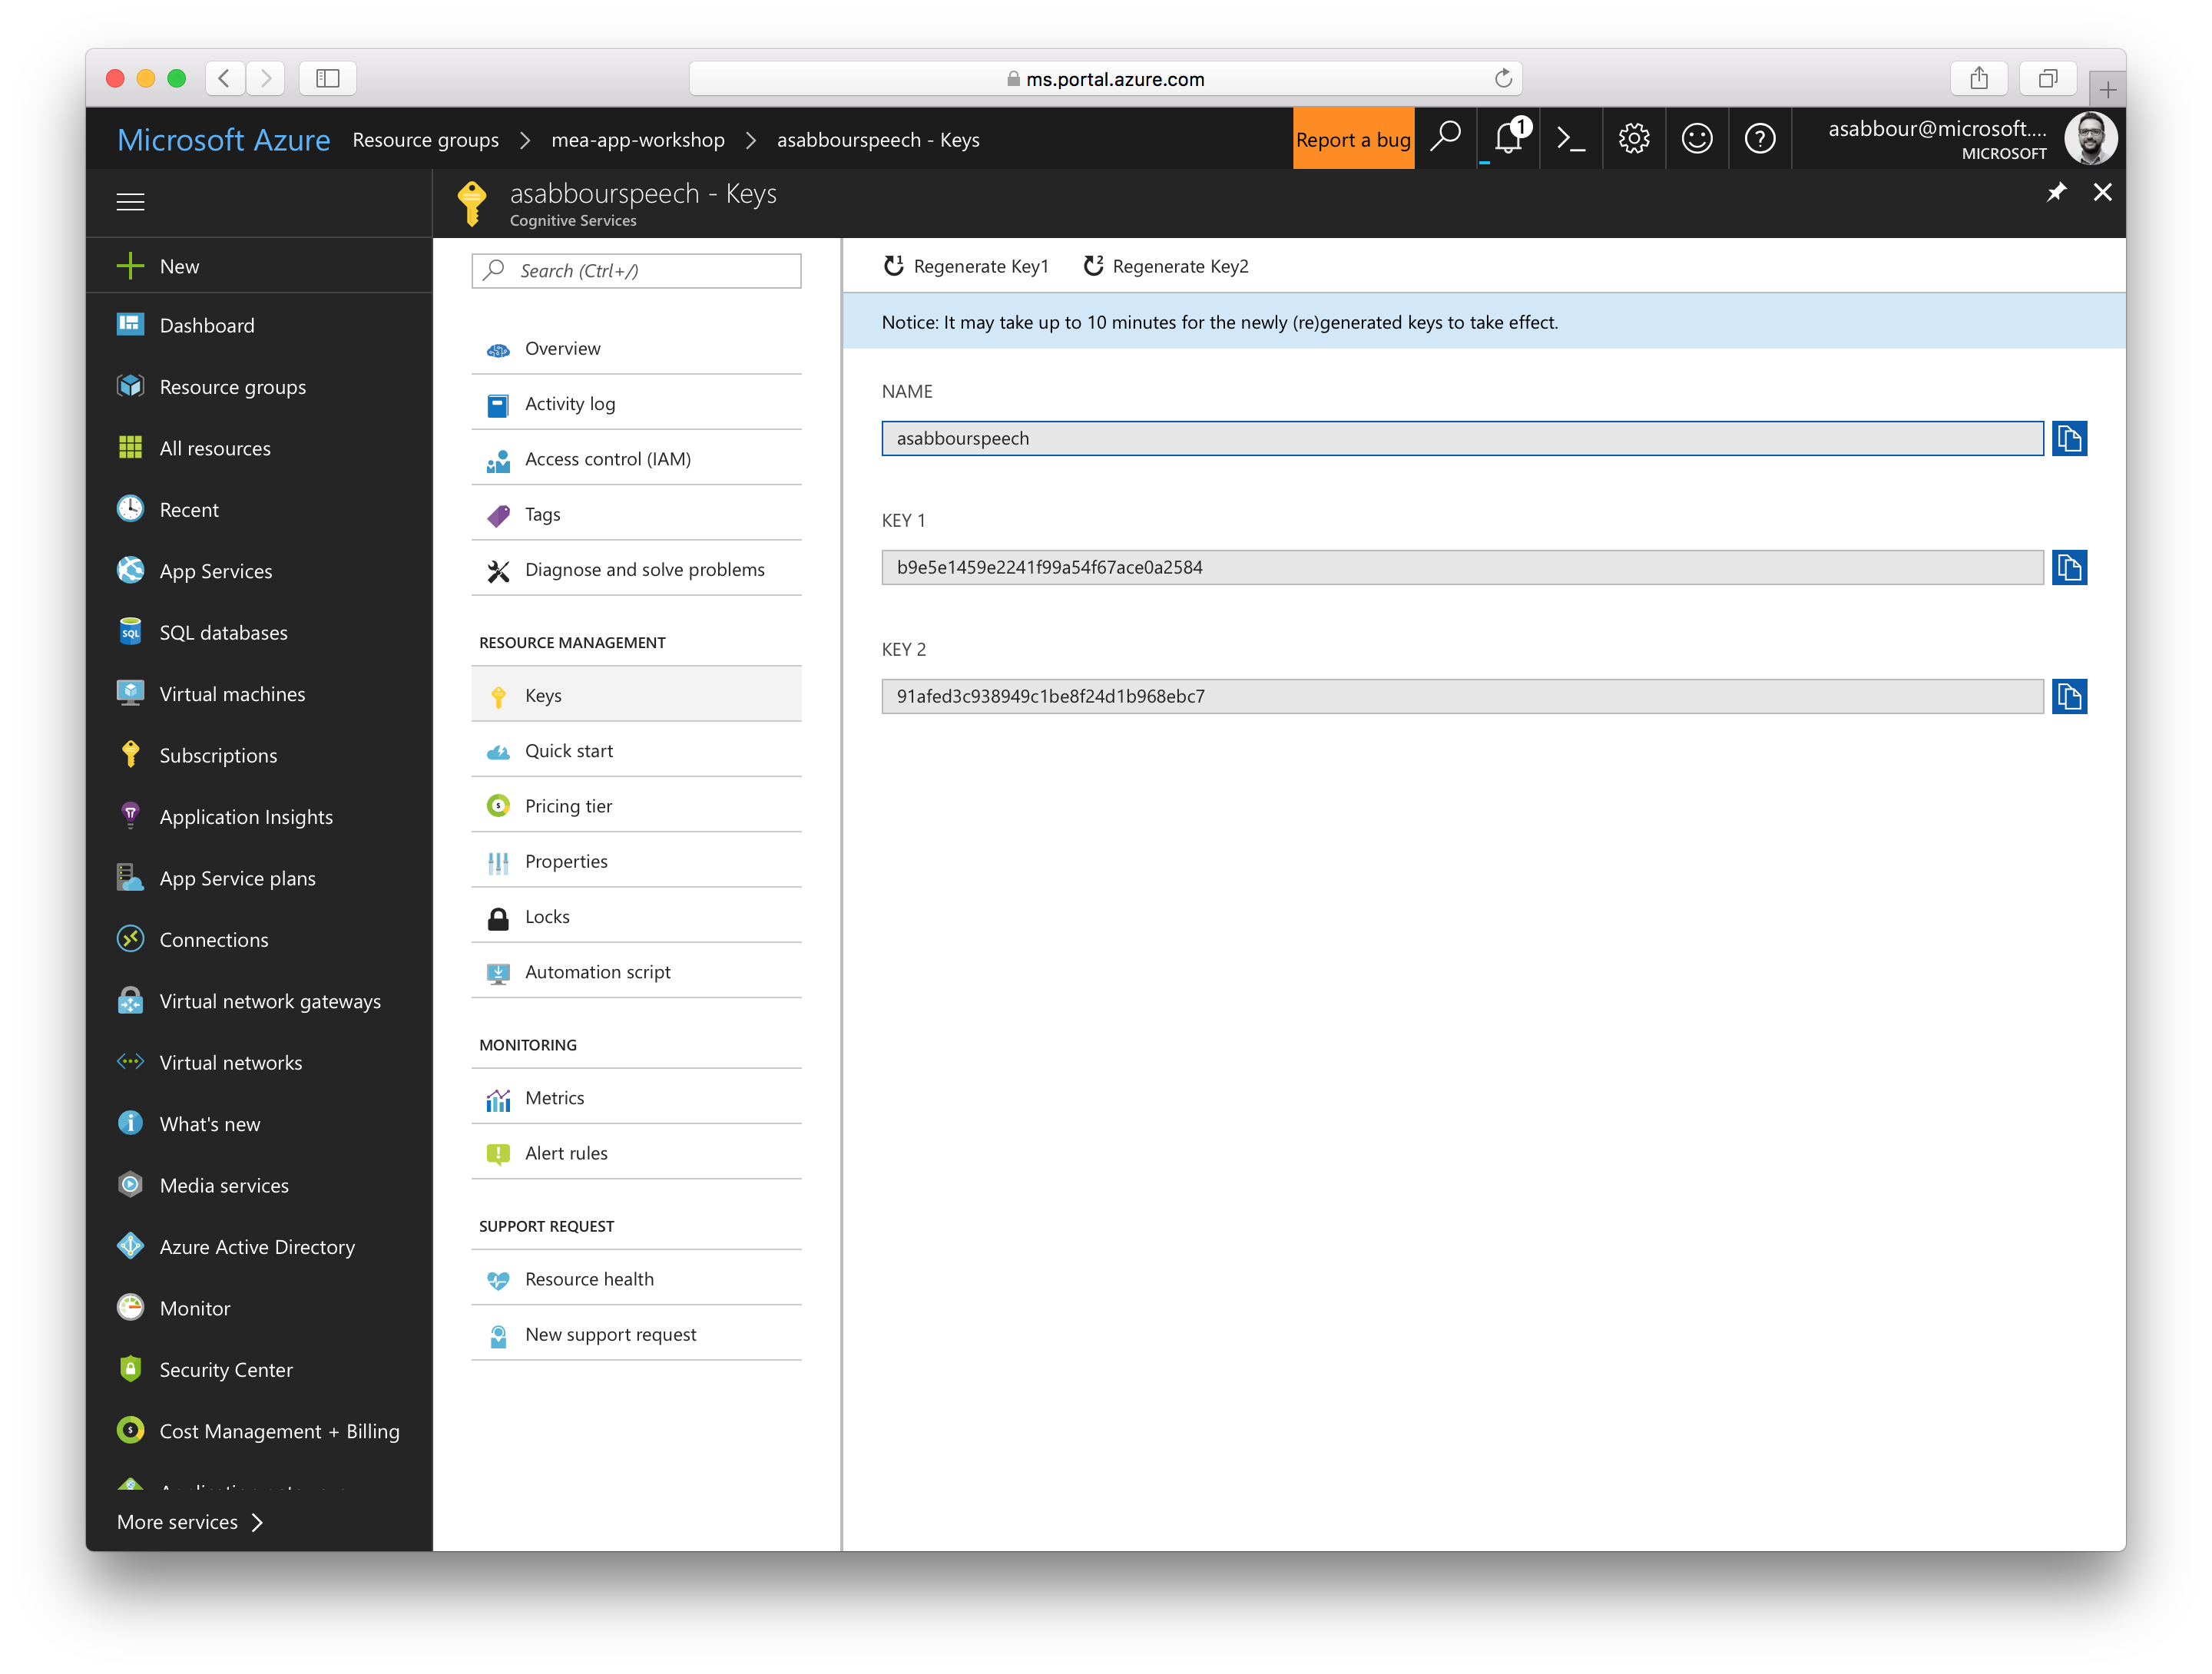 ms.portal.azure.com
Microsoft Azure Resource groups mea-app-workshop asabbourspeech - Keys
Report a bug
1
asabbour@microsoft....
MICROSOFT
asabbourspeech - Keys
Cognitive Services
New
Dashboard
Resource groups
All resources
Recent
App Services
SQL databases
Virtual machines
Subscriptions
Application Insights
App Service plans
Connections
Virtual network gateways
Virtual networks
What's new
Media services
Azure Active Directory
Monitor
Security Center
Cost Management + Billing
More services
Search (Ctrl+/)
Overview
Activity log
Access control (IAM)
Tags
Diagnose and solve problems
RESOURCE MANAGEMENT
Keys
Quick start
Pricing tier
Properties
Locks
Automation script
MONITORING
Metrics
Alert rules
SUPPORT REQUEST
Resource health
New support request
Regenerate Key1 Regenerate Key2
Notice: It may take up to 10 minutes for the newly (re)generated keys to take effect.
NAME
asabbourspeech
KEY 1
b9e5e1459e2241f99a54f67ace0a2584
KEY 2
91afed3c938949c1be8f24d1b968ebc7